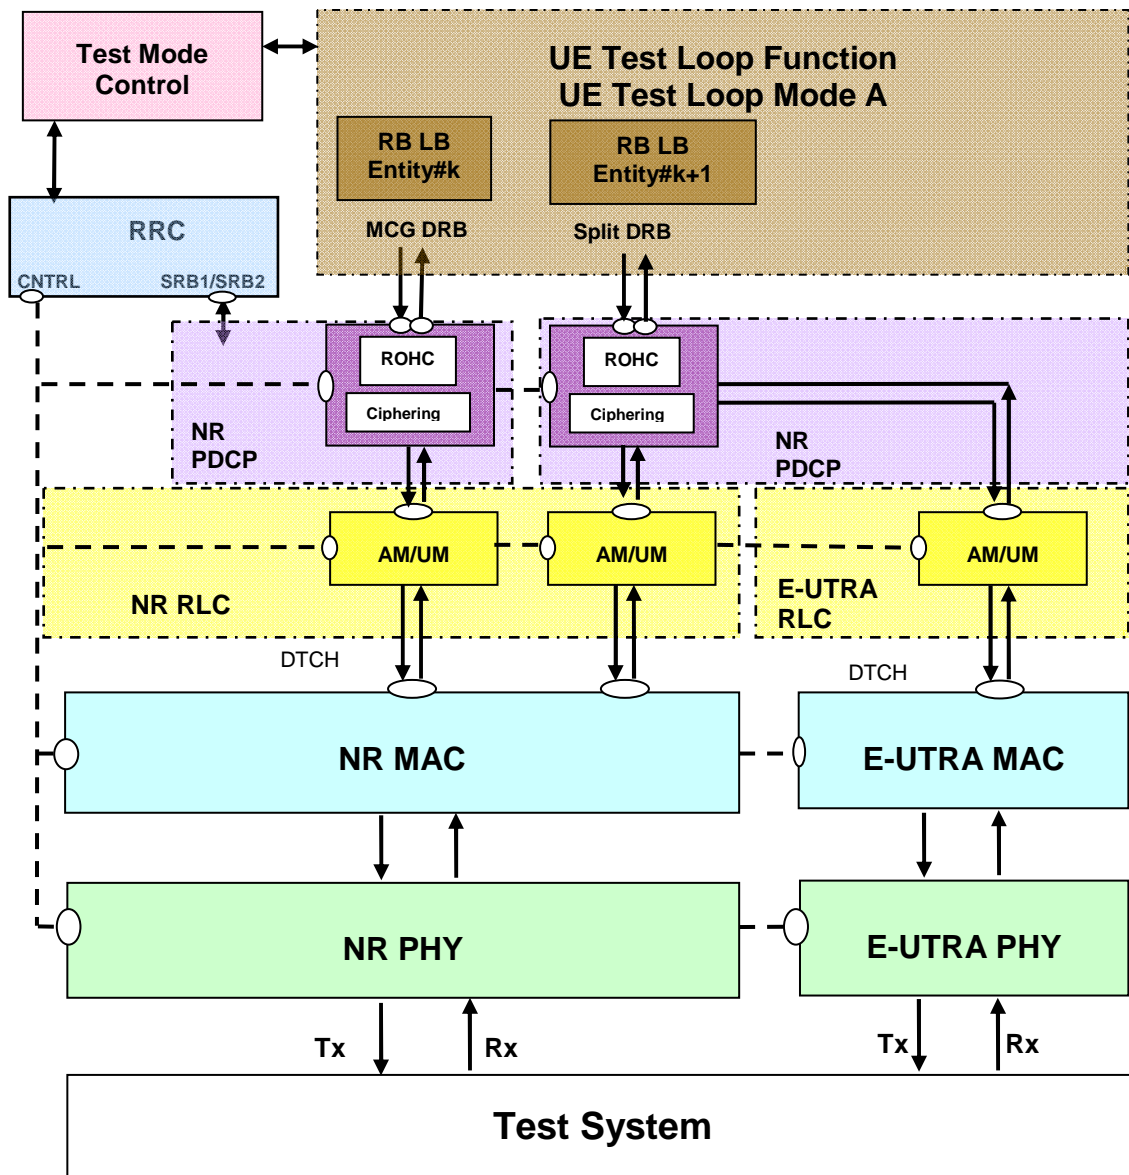 Test Mode
Control
UE Test Loop Function
UE Test Loop Mode A
RB LB
Entity#k
RB LB
Entity#k+1
MCG DRB
Split DRB
RRC
CNTRL
SRB1/SRB2
ROHC
Ciphering
ROHC
Ciphering
NR
PDCP
NR
PDCP
AM/UM
AM/UM
AM/UM
NR RLC
E-UTRA
RLC
DTCH
DTCH
NR MAC
E-UTRA MAC
NR PHY
E-UTRA PHY
Tx
Rx
Tx
Rx
Test System